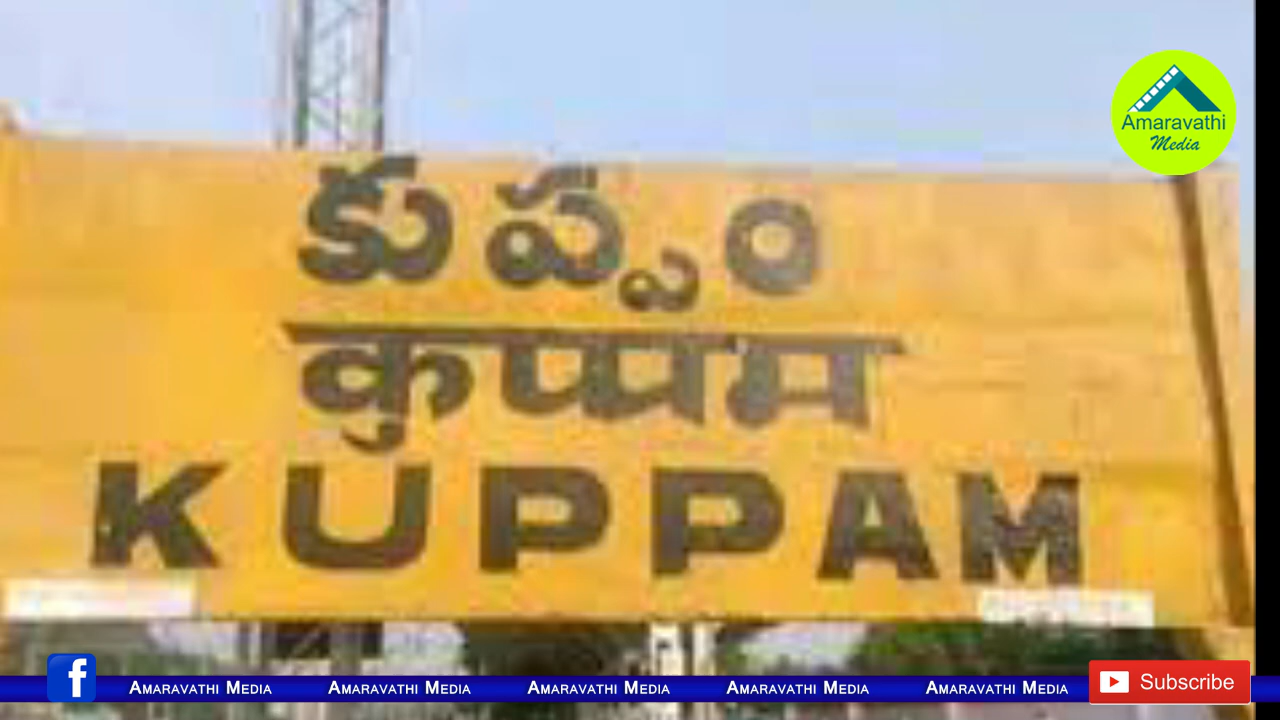 Amaravathi
Media
కుప్పం
कुप्पम
KUPPAM
f Amaravathi Media Amaravathi Media Amaravathi Media Amaravathi Media Amaravathi Media Subscribe